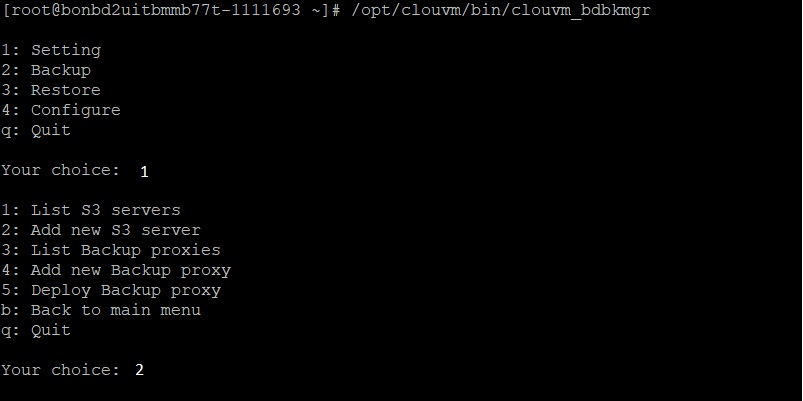 [root@bonbd2uitbmmb77t-1111693 ~]# /opt/clouvm/bin/clouvm_bdbkmgr
1: Setting
2: Backup
3: Restore
4: Configure
q: Quit
Your choice: 1
1: List S3 servers
2: Add new S3 server
3: List Backup proxies
4: Add new Backup proxy
5: Deploy Backup proxy
b: Back to main menu
q: Quit
Your choice: 2